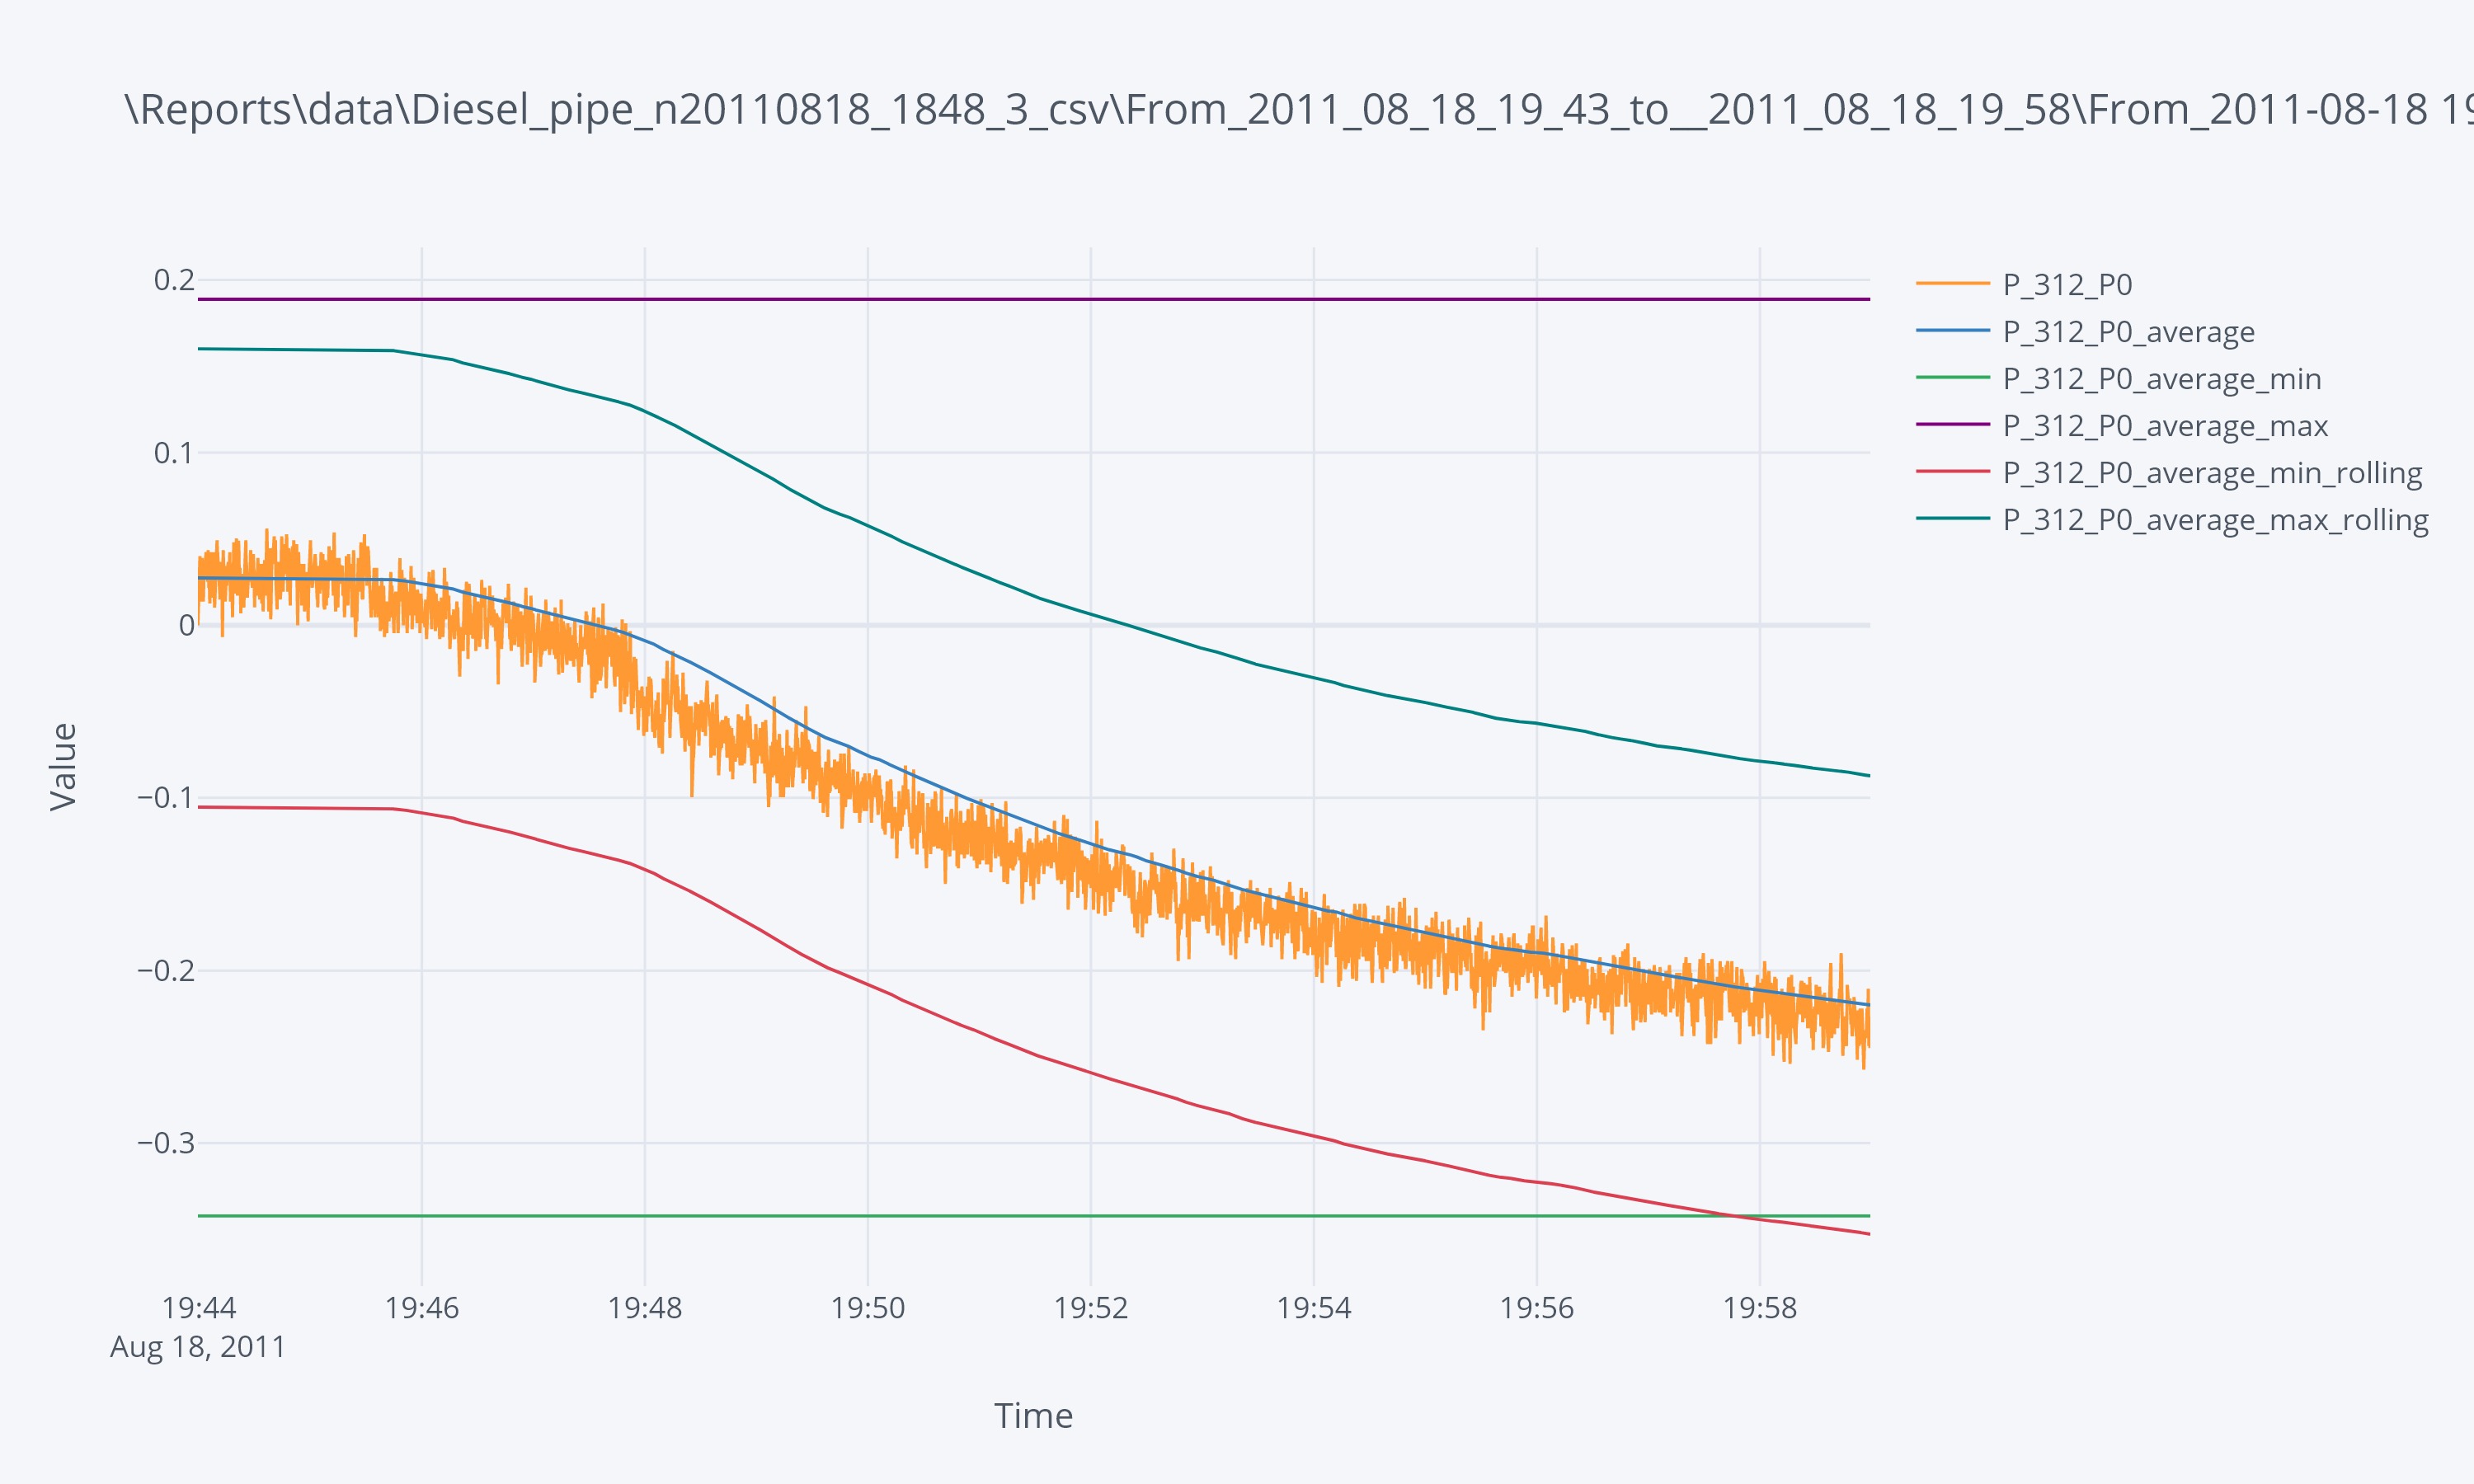 \Reports\data\Diesel_pipe_n20110818_1848_3_csv\From_2011_08_18_19_43_to__2011_08_18_19_58\From_2011-08-18 19
0.2
0.1
0
−0.1
−0.2
−0.3
Value
19:44 19:46 19:48 19:50 19:52 19:54 19:56 19:58
Aug 18, 2011
Time
P_312_P0
P_312_P0_average
P_312_P0_average_min
P_312_P0_average_max
P_312_P0_average_min_rolling
P_312_P0_average_max_rolling